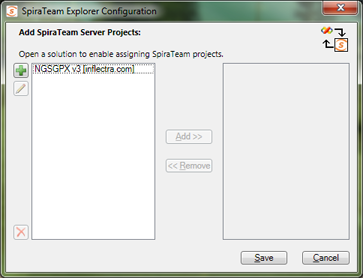 SpiraTeam Explorer Configuration
Add SpiraTeam Server Projects:
Open a solution to enable assigning SpiraTeam projects.
NGSGPX v3 [inflectra.com]
Add >>
<< Remove
Save
Cancel